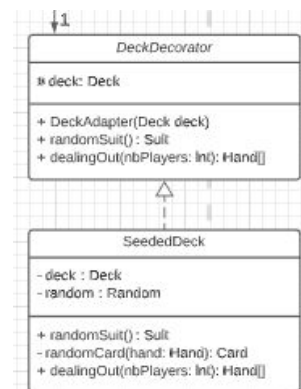 1
DeckDecorator
# deck: Deck
+ DeckAdapter(Deck deck)
+ randomSuit() : Suit
+ dealingOut(nbPlayers: Int): Hand[]
SeededDeck
- deck : Deck
- random : Random
+ randomSuit() : Suit
- randomCard(hand: Hand): Card
+ dealingOut(nbPlayers: Int): Hand[]